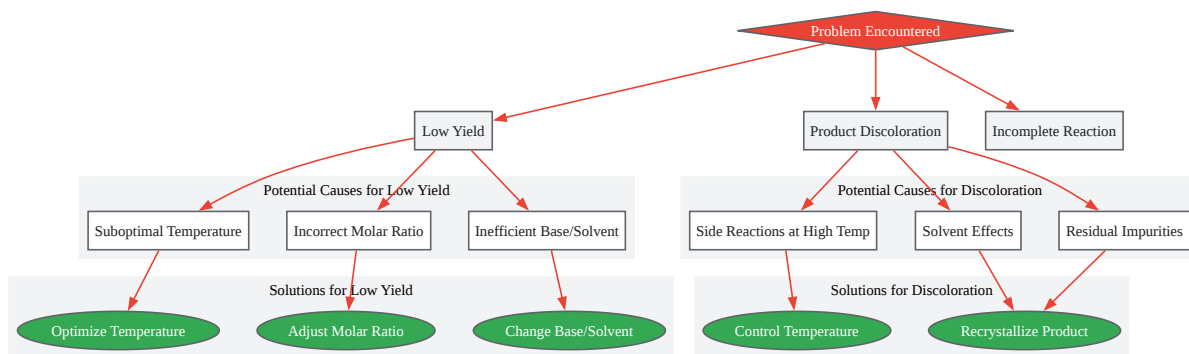 Problem Encountered
Low Yield
Product Discoloration
Incomplete Reaction
Potential Causes for Low Yield
Potential Causes for Discoloration
Suboptimal Temperature
Incorrect Molar Ratio
Inefficient Base/Solvent
Side Reactions at High Temp
Solvent Effects
Residual Impurities
Solutions for Low Yield
Solutions for Discoloration
Optimize Temperature
Adjust Molar Ratio
Change Base/Solvent
Control Temperature
Recrystallize Product